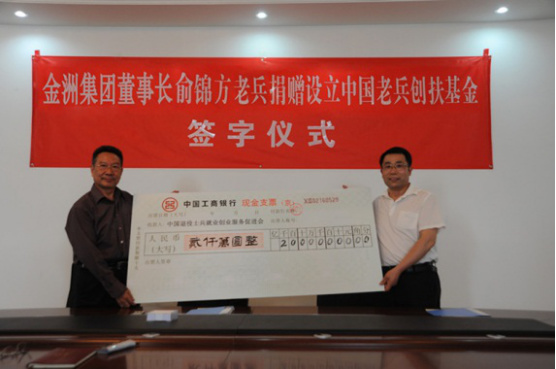 金洲集团董事长俞锦方老兵捐赠设立中国老兵创扶基金
签字仪式
中国工商银行 现金支票
中国退役士兵就业创业服务促进会
人民币
(大写)
贰仟萬圆整
2000000000